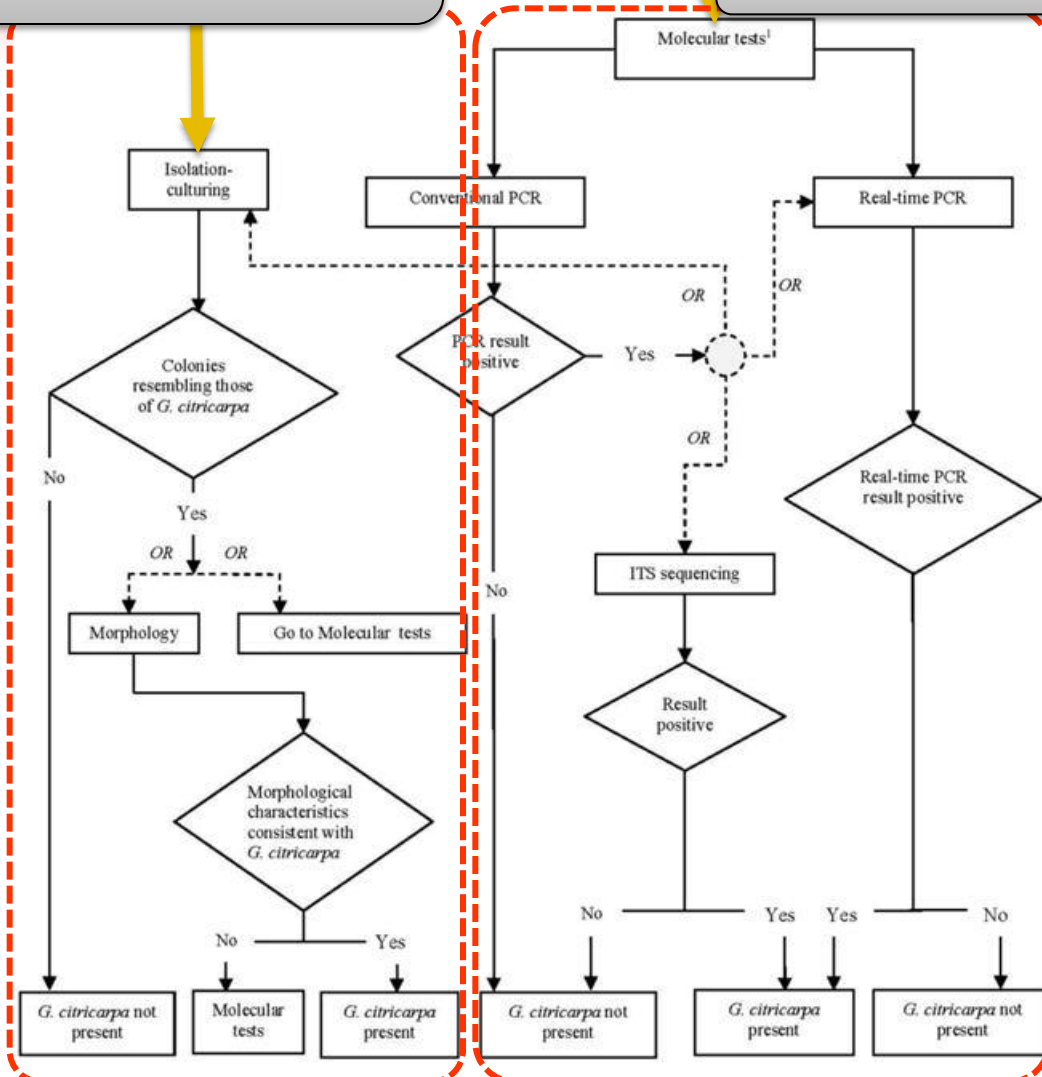 Molecular tests¹
Isolation-
culturing
Conventional PCR
Real-time PCR
OR
OR
PCR result
positive
Yes
Colonies
resembling those
of G. citricarpa
OR
No
Yes
Real-time PCR
result positive
OR
OR
ITS sequencing
No
Morphology
Go to Molecular tests
Result
positive
Morphological
characteristics
consistent with
G. citricarpa
No
Yes
Yes
No
No
Yes
G. citricarpa not
present
Molecular
tests
G. citricarpa
present
G. citricarpa not
present
G. citricarpa
present
G. citricarpa not
present